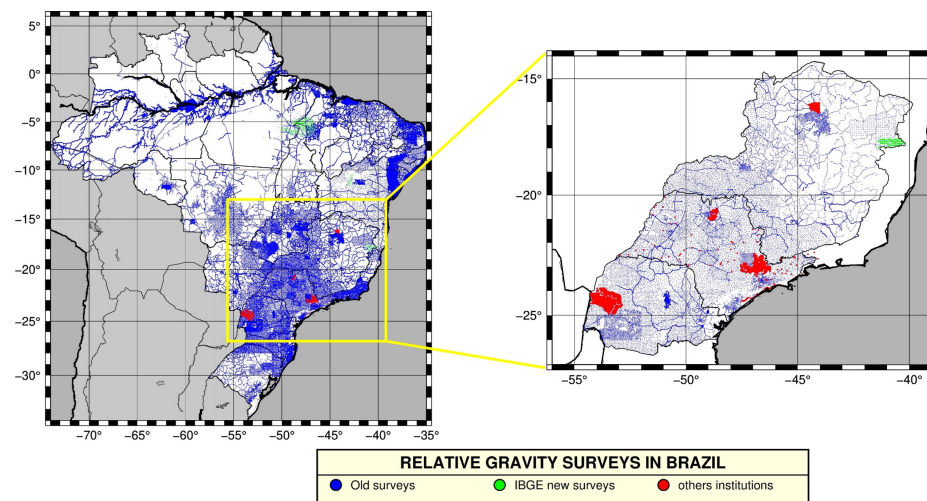 5°
0°
−5°
−10°
−15°
−20°
−25°
−30°
−70° −65° −60° −55° −50° −45° −40° −35°
−15°
−20°
−25°
−55° −50° −45° −40°
RELATIVE GRAVITY SURVEYS IN BRAZIL
Old surveys IBGE new surveys others institutions